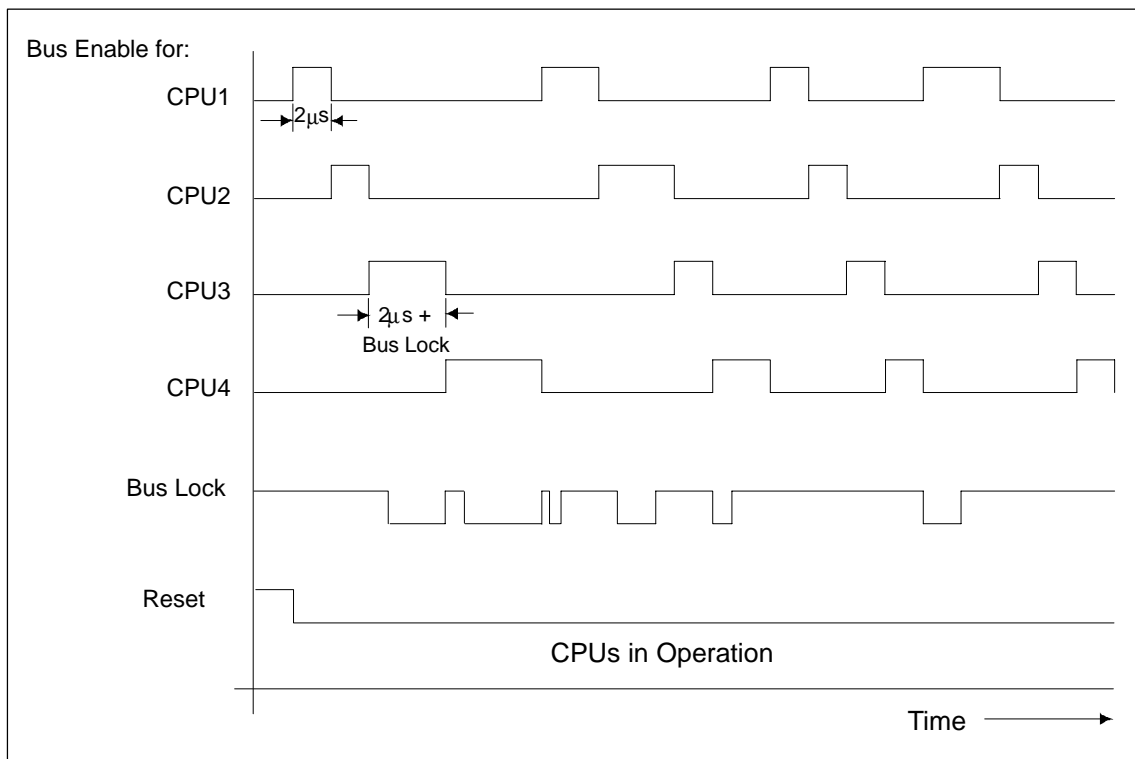 Bus Enable for:
CPU1
2μs
CPU2
CPU3
2μs +
Bus Lock
CPU4
Bus Lock
Reset
CPUs in Operation
Time